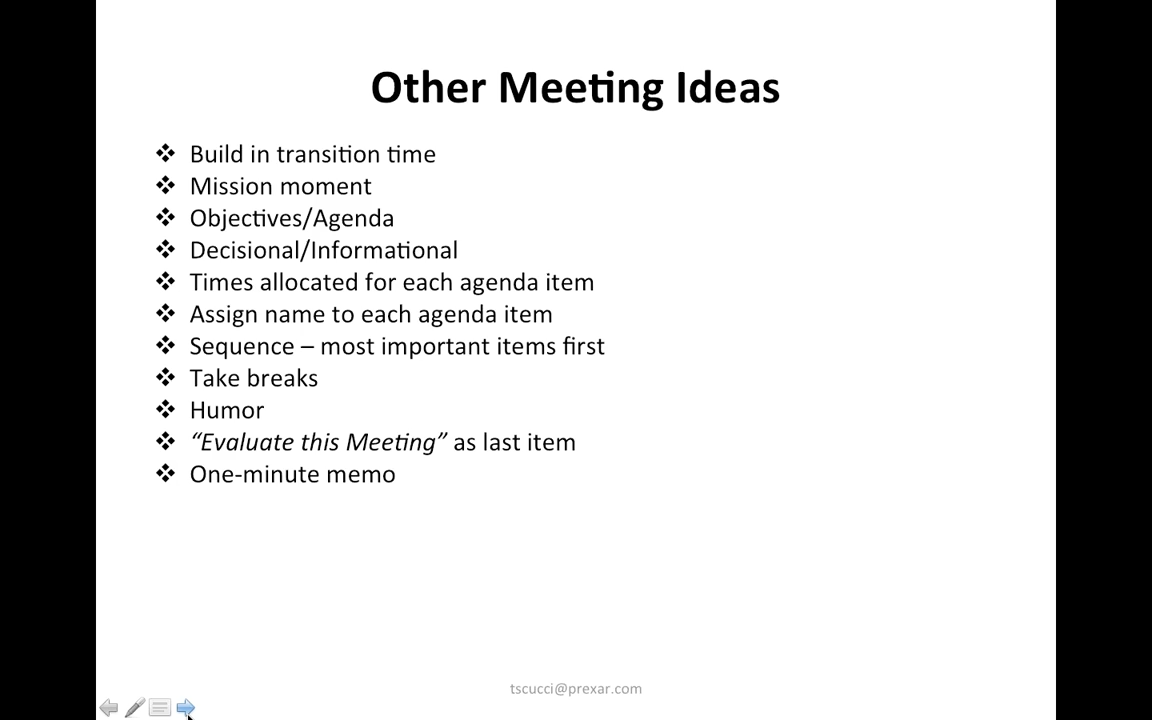 Other Meeting Ideas
❖ Build in transition time
❖ Mission moment
❖ Objectives/Agenda
❖ Decisional/Informational
❖ Times allocated for each agenda item
❖ Assign name to each agenda item
❖ Sequence – most important items first
❖ Take breaks
❖ Humor
❖ “Evaluate this Meeting” as last item
❖ One-minute memo
tscucci@prexar.com